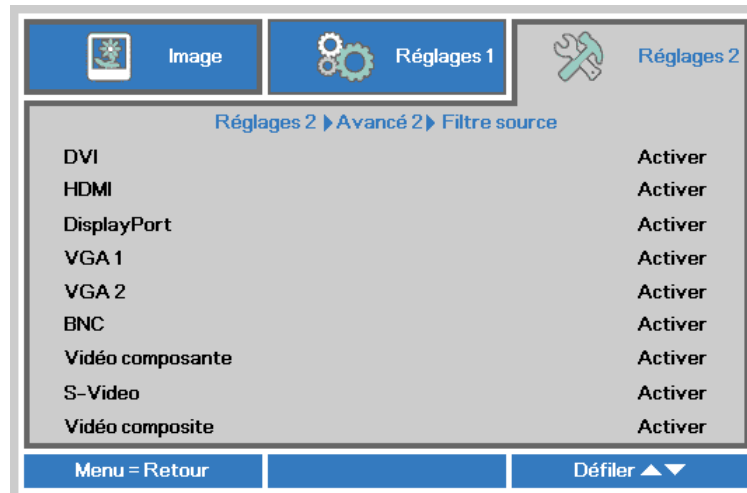 Image Réglages 1 Réglages 2
Réglages 2 Avancé 2 Filtre source
DVI Activer
HDMI Activer
DisplayPort Activer
VGA 1 Activer
VGA 2 Activer
BNC Activer
Vidéo composante Activer
S-Video Activer
Vidéo composite Activer
Menu = Retour Défiler